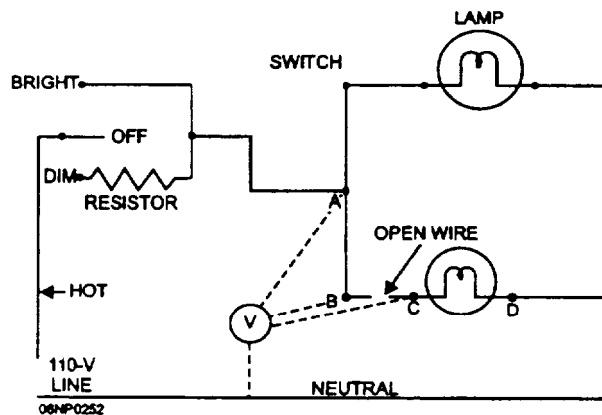 LAMP
SWITCH
BRIGHT
OFF
DIM
RESISTOR
A
OPEN WIRE
HOT
B
C
D
V
110-V
LINE
NEUTRAL
06NP0252